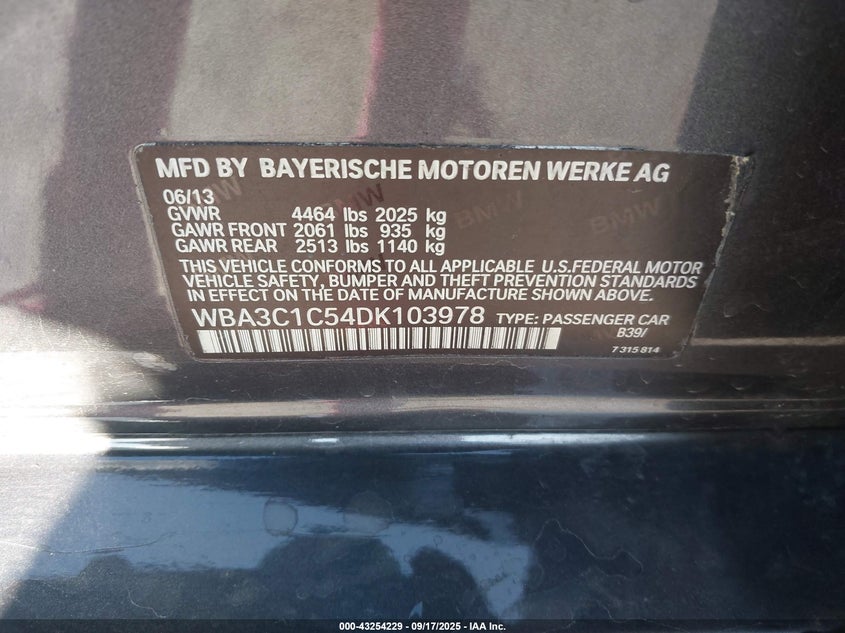 MFD BY BAYERISCHE MOTOREN WERKE AG
06/13
GVWR 4464 lbs 2025 kg
GAWR FRONT 2061 lbs 935 kg
GAWR REAR 2513 lbs 1140 kg
THIS VEHICLE CONFORMS TO ALL APPLICABLE U.S.FEDERAL MOTOR
VEHICLE SAFETY, BUMPER AND THEFT PREVENTION STANDARDS
IN EFFECT ON THE DATE OF MANUFACTURE SHOWN ABOVE.
WBA3C1C54DK103978 TYPE: PASSENGER CAR
B39/
7 315 814
BMW
BMW
BMW
000-43254229 - 09/17/2025 - IAA Inc.